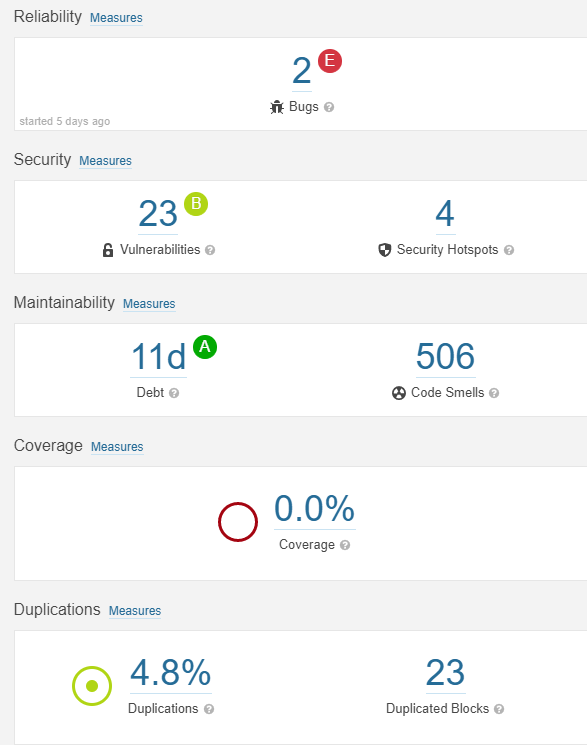 Reliability Measures
2 E
Bugs ?
started 5 days ago
Security Measures
23 B 4
Vulnerabilities ? Security Hotspots ?
Maintainability Measures
11d A 506
Debt ? Code Smells ?
Coverage Measures
0.0%
Coverage ?
Duplications Measures
4.8% 23
Duplications ? Duplicated Blocks ?